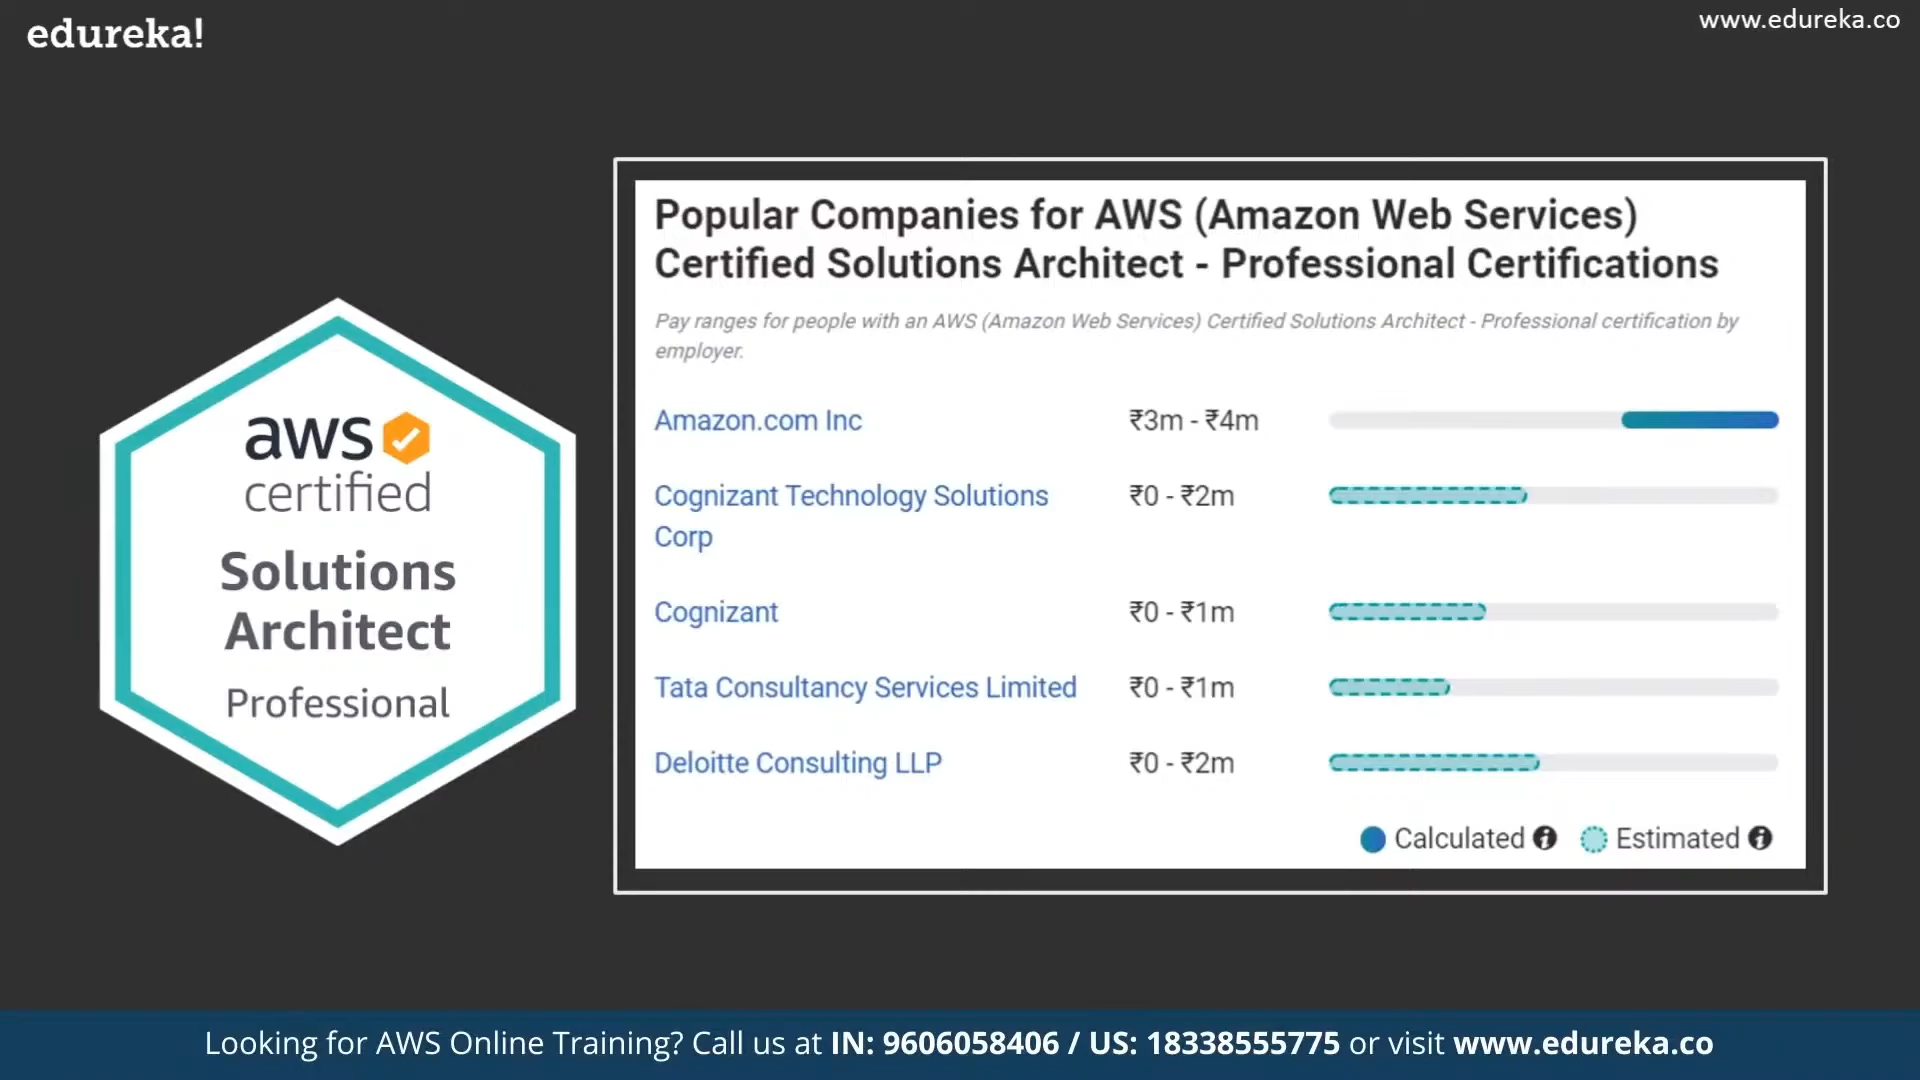 edureka!
www.edureka.co
aws
certified
Solutions
Architect
Professional
Popular Companies for AWS (Amazon Web Services)
Certified Solutions Architect - Professional Certifications
Pay ranges for people with an AWS (Amazon Web Services) Certified Solutions Architect - Professional certification by
employer.
Amazon.com Inc ₹3m - ₹4m
Cognizant Technology Solutions ₹0 - ₹2m
Corp
Cognizant ₹0 - ₹1m
Tata Consultancy Services Limited ₹0 - ₹1m
Deloitte Consulting LLP ₹0 - ₹2m
Calculated Estimated
Looking for AWS Online Training? Call us at IN: 9606058406 / US: 18338555775 or visit www.edureka.co